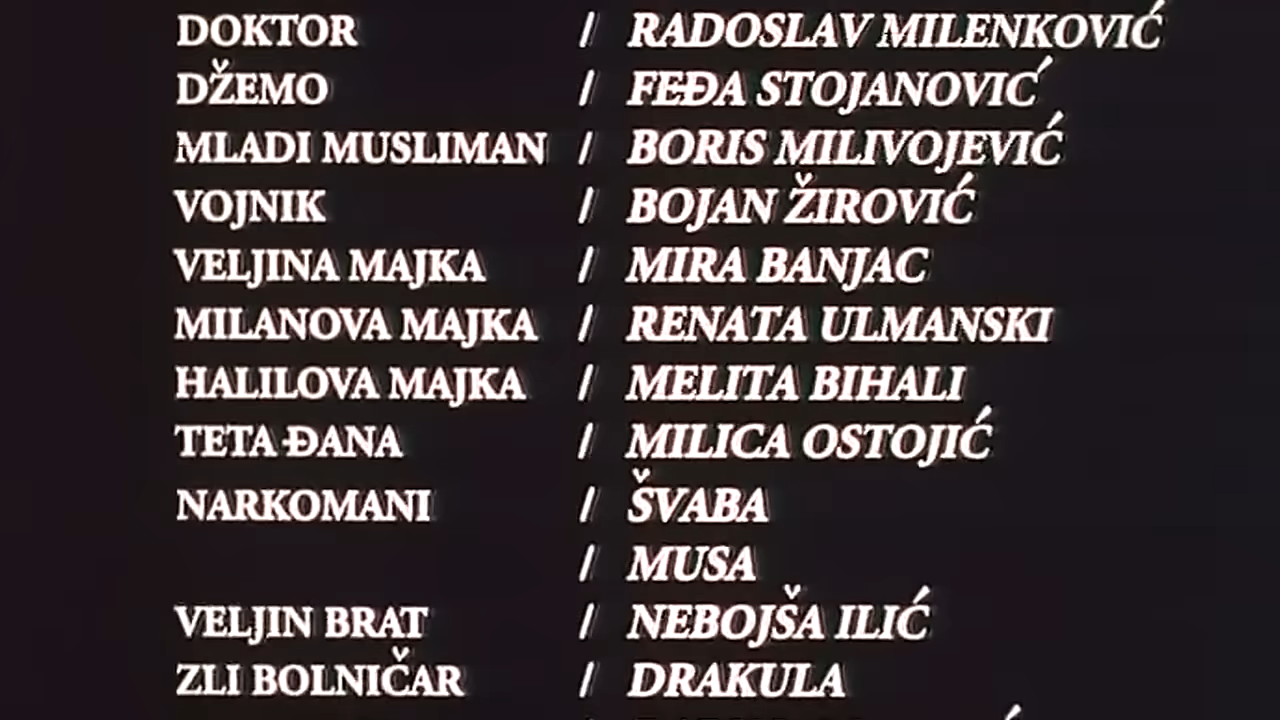 DOKTOR / RADOSLAV MILENKOVIĆ
DŽEMO / FEĐA STOJANOVIĆ
MLADI MUSLIMAN / BORIS MILIVOJEVIĆ
VOJNIK / BOJAN ŽIROVIĆ
VELJINA MAJKA / MIRA BANJAC
MILANOVA MAJKA / RENATA ULMANSKI
HALILOVA MAJKA / MELITA BIHALI
TETA ĐANA / MILICA OSTOJIĆ
NARKOMANI / ŠVABA
/ MUSA
VELJIN BRAT / NEBOJŠA ILIĆ
ZLI BOLNIČAR / DRAKULA